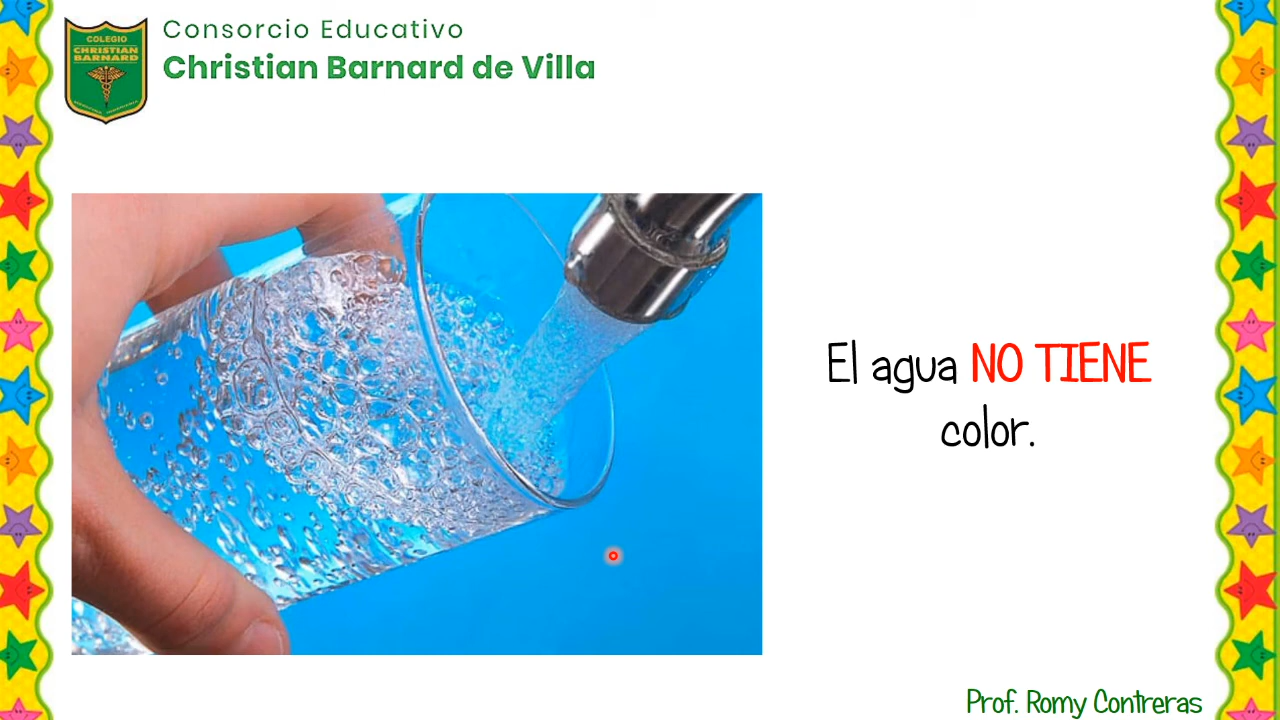 Consorcio Educativo
Christian Barnard de Villa
COLEGIO
CHRISTIAN
BARNARD
El agua NO TIENE
color.
Prof. Romy Contreras